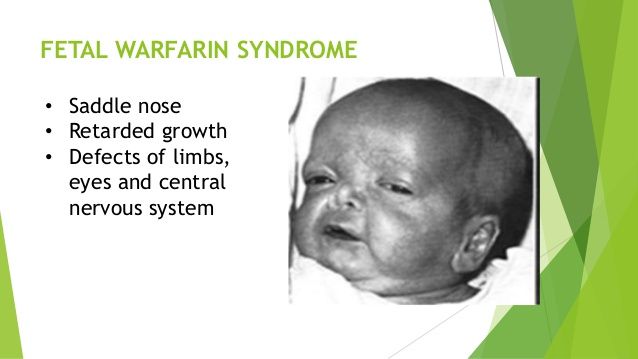 FETAL WARFARIN SYNDROME
• Saddle nose
• Retarded growth
• Defects of limbs,
eyes and central
nervous system